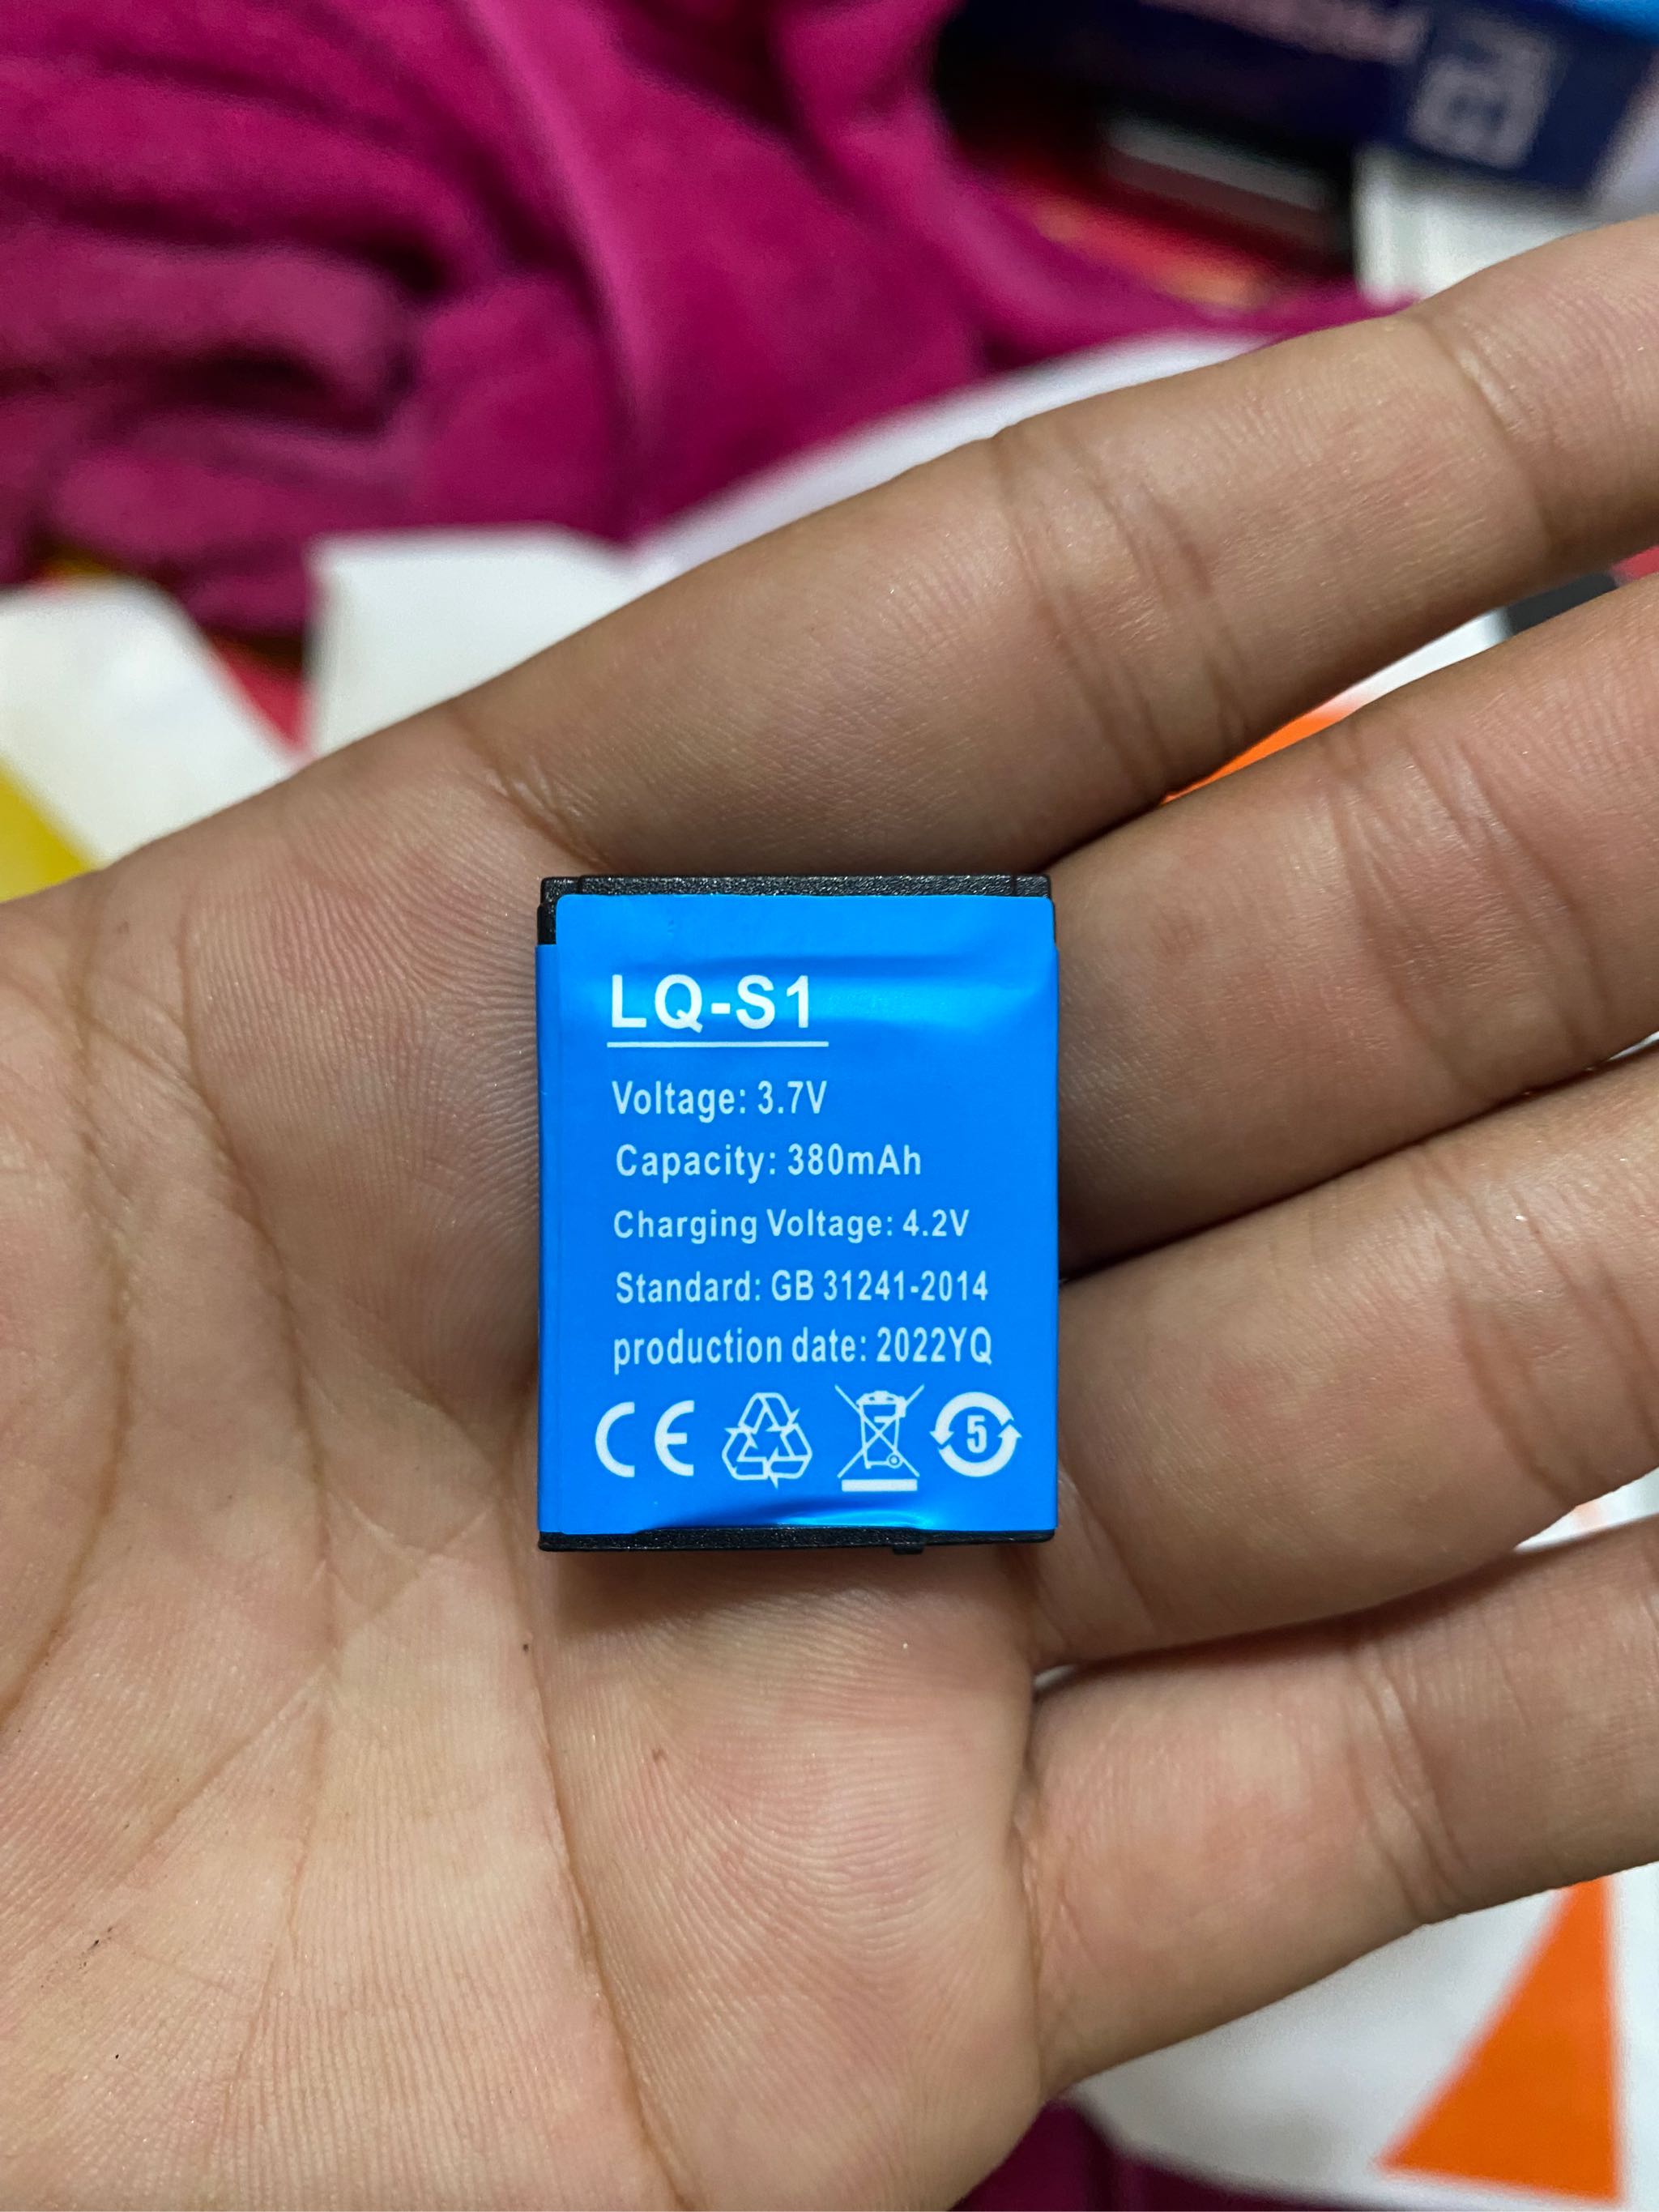 LQ-S1
Voltage: 3.7V
Capacity: 380mAh
Charging Voltage: 4.2V
Standard: GB 31241-2014
production date: 2022YQ
CE
5